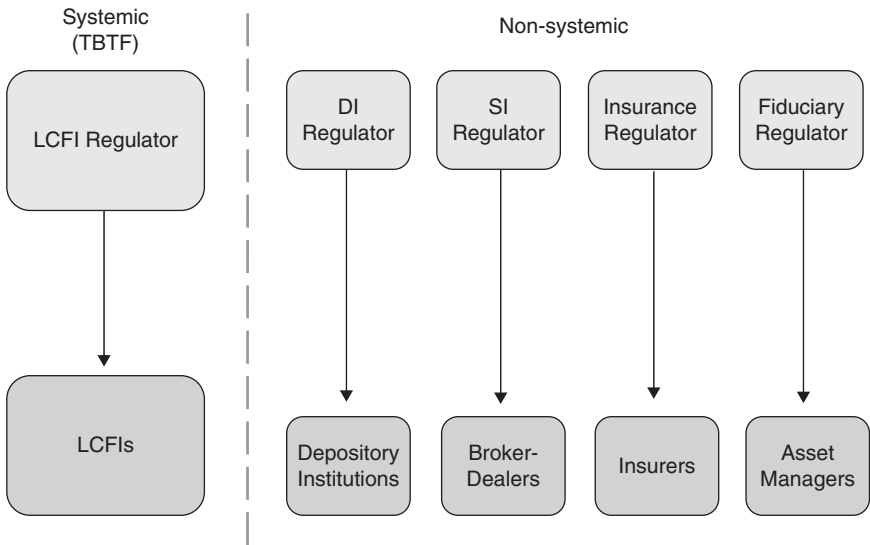 Systemic
(TBTF)
Non-systemic
LCFI Regulator
DI
Regulator
SI
Regulator
Insurance
Regulator
Fiduciary
Regulator
LCFIs
Depository
Institutions
Broker-
Dealers
Insurers
Asset
Managers